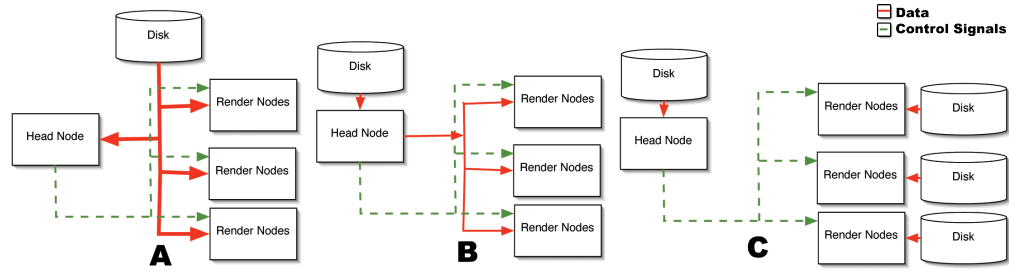 Data
Control Signals
Disk
Render Nodes
Head Node
Render Nodes
Render Nodes
A
Disk
Head Node
Render Nodes
Render Nodes
Render Nodes
B
Disk
Head Node
Render Nodes
Disk
Render Nodes
Disk
Render Nodes
Disk
C